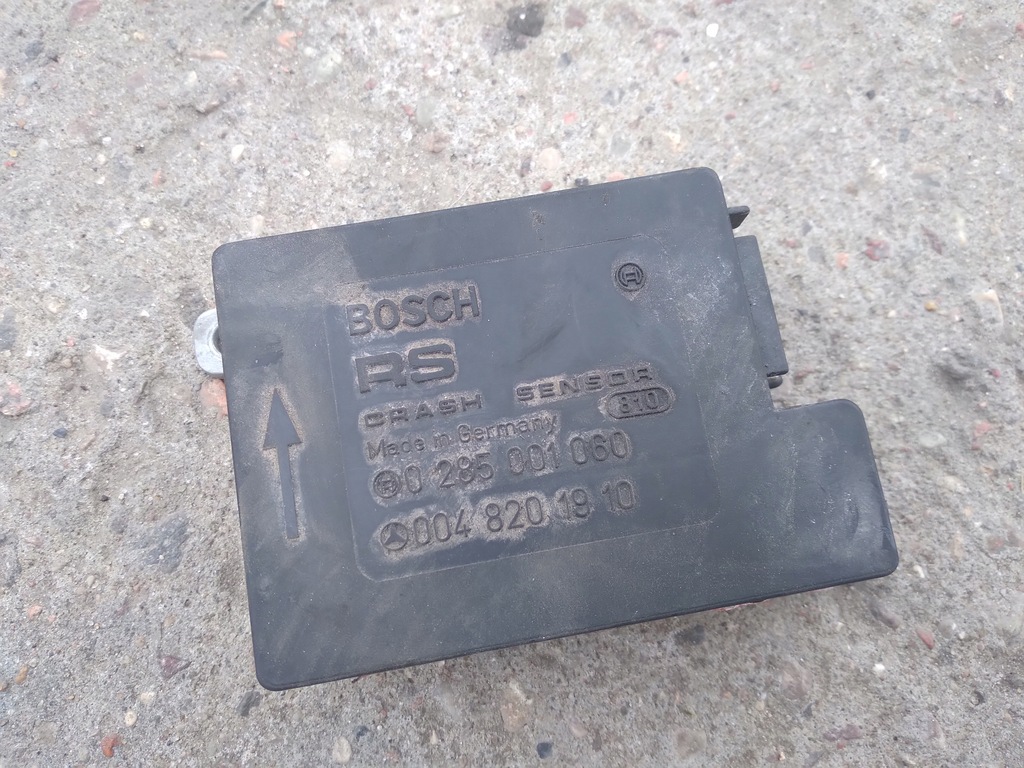 BOSCH
RS
CRASH SENSOR
810
Made in Germany
0 285 001 060
004 820 19 10